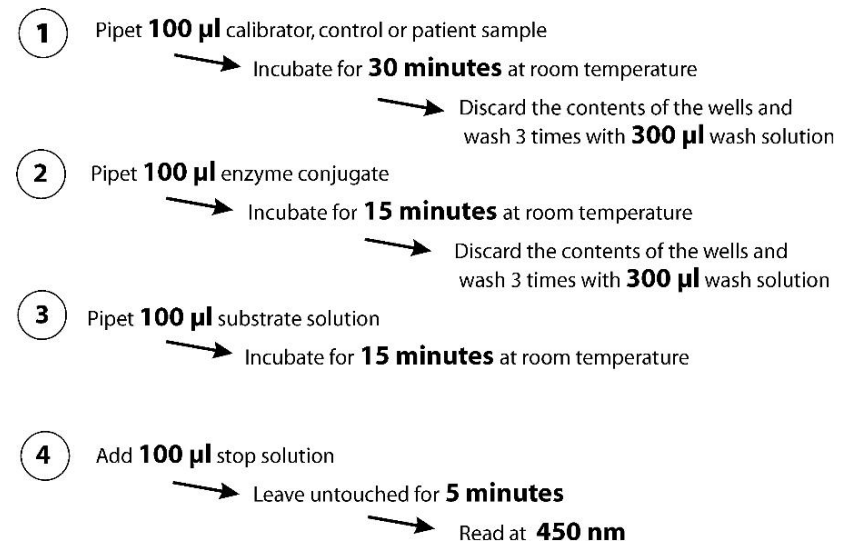 1 Pipet 100 µl calibrator, control or patient sample
Incubate for 30 minutes at room temperature
Discard the contents of the wells and
wash 3 times with 300 µl wash solution
2 Pipet 100 µl enzyme conjugate
Incubate for 15 minutes at room temperature
Discard the contents of the wells and
wash 3 times with 300 µl wash solution
3 Pipet 100 µl substrate solution
Incubate for 15 minutes at room temperature
4 Add 100 µl stop solution
Leave untouched for 5 minutes
Read at 450 nm